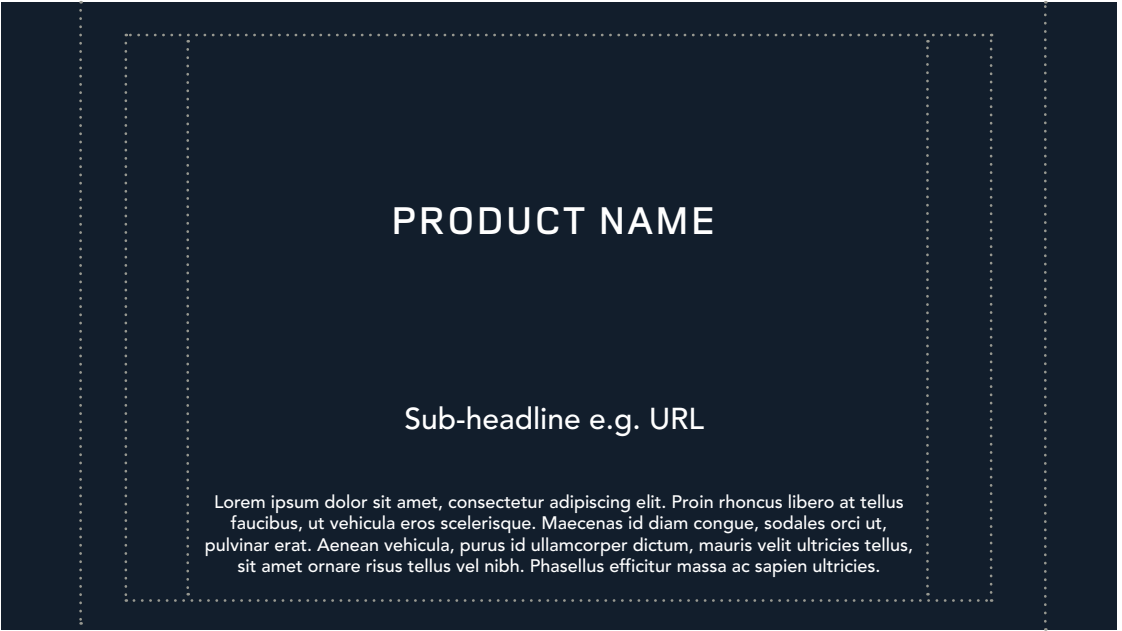 PRODUCT NAME
Sub-headline e.g. URL
Lorem ipsum dolor sit amet, consectetur adipiscing elit. Proin rhoncus libero at tellus
faucibus, ut vehicula eros scelerisque. Maecenas id diam congue, sodales orci ut,
pulvinar erat. Aenean vehicula, purus id ullamcorper dictum, mauris velit ultricies tellus,
sit amet ornare risus tellus vel nibh. Phasellus efficitur massa ac sapien ultricies.